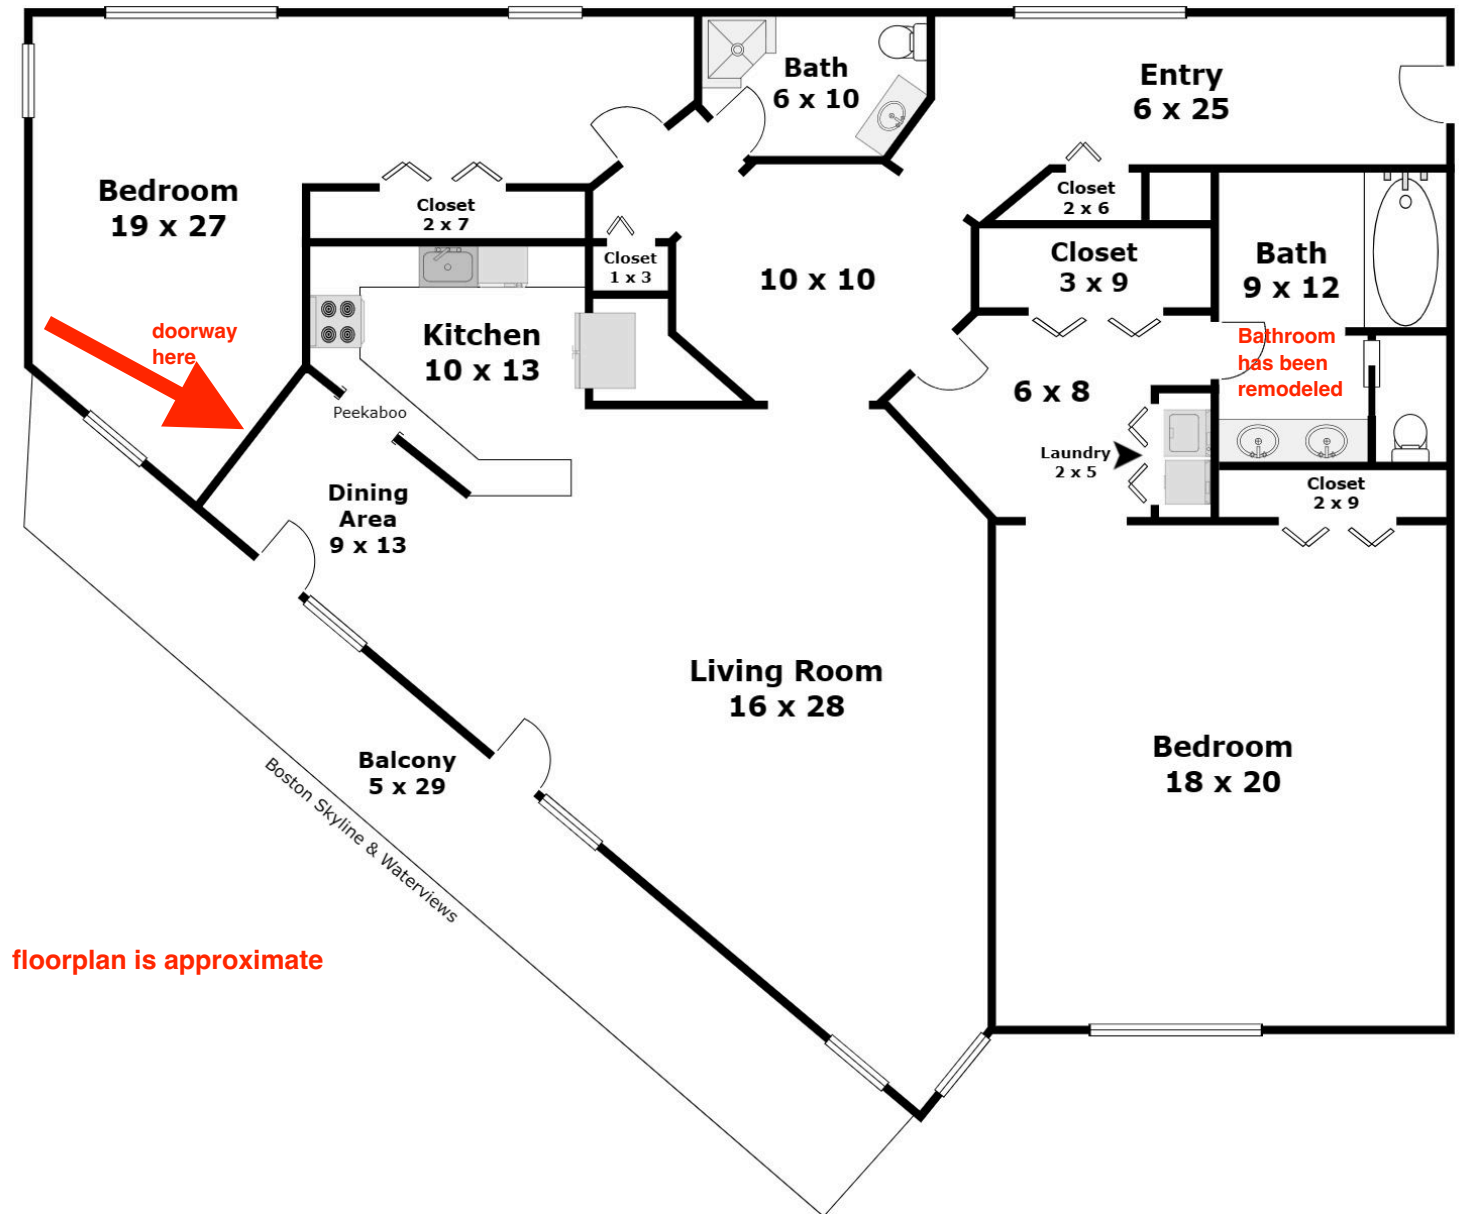 Bath
6 x 10
Entry
6 x 25
Bedroom
19 x 27
Closet
2 x 7
Closet
2 x 6
Closet
1 x 3
10 x 10
Closet
3 x 9
Bath
9 x 12
doorway
here
Kitchen
10 x 13
Bathroom
has been
remodeled
6 x 8
Peekaboo
Laundry
2 x 5
Closet
2 x 9
Dining
Area
9 x 13
Living Room
16 x 28
Bedroom
18 x 20
Balcony
5 x 29
Boston Skyline & Waterviews
floorplan is approximate